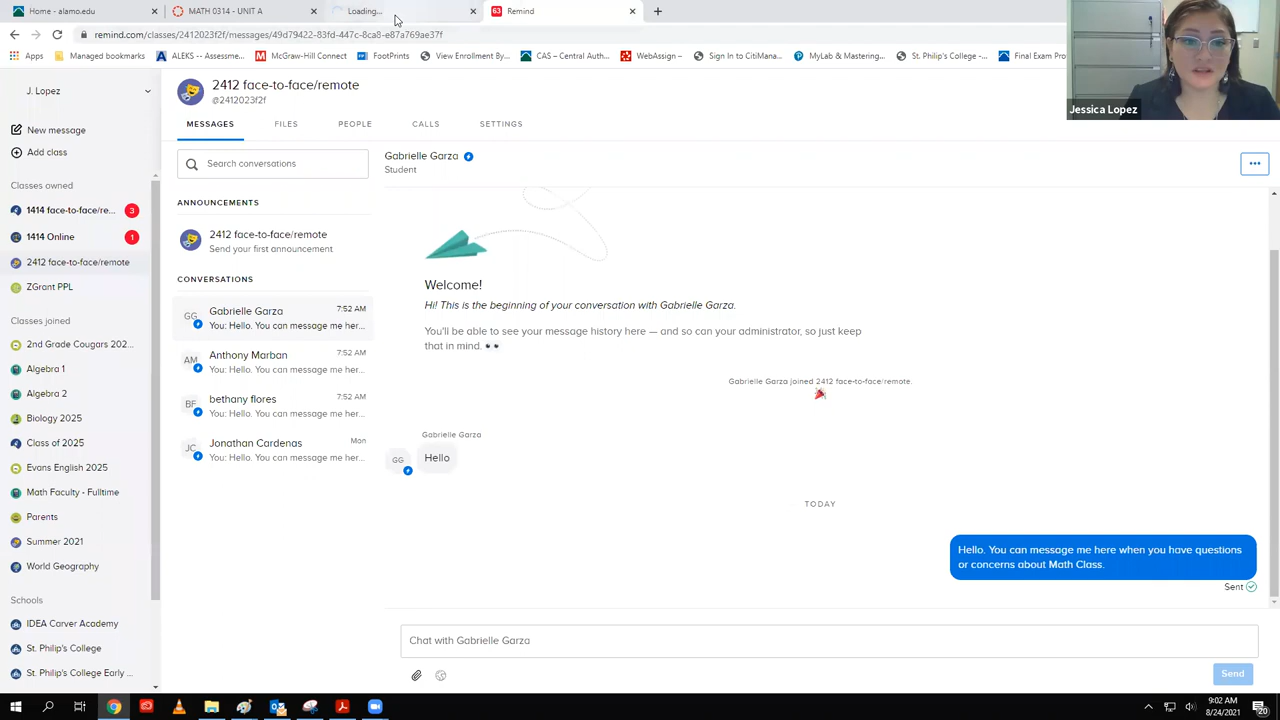 Home - alamo.edu
MATH 0314 - UNIT A
Loading...
63 Remind
remind.com/classes/2412023f2f/messages/49d79422-83fd-447c-8ca8-e87a769ae37f
Apps
Managed bookmarks
ALEKS -- Assessme...
McGraw-Hill Connect
FootPrints
View Enrollment By...
CAS – Central Auth...
WebAssign –
Sign In to CitiMana...
MyLab & Mastering...
St. Philip's College -...
Final Exam Pro
Jessica Lopez
J. Lopez
New message
Add class
Classes owned
1414 face-to-face/re... 3
1414 Online 1
2412 face-to-face/remote
ZGrant PPL
Classes joined
2nd Grade Cougars 202...
Algebra 1
Algebra 2
Biology 2025
Class of 2025
Evans English 2025
Math Faculty - Fulltime
Parents
Summer 2021
World Geography
Schools
IDEA Carver Academy
St. Philip's College
St. Philip's College Early ...
2412 face-to-face/remote
@2412023f2f
MESSAGES
FILES
PEOPLE
CALLS
SETTINGS
Search conversations
ANNOUNCEMENTS
2412 face-to-face/remote
Send your first announcement
CONVERSATIONS
GG Gabrielle Garza 7:52 AM
You: Hello. You can message me her...
AM Anthony Marban 7:52 AM
You: Hello. You can message me her...
BF bethany flores 7:52 AM
You: Hello. You can message me her...
JC Jonathan Cardenas Mon
You: Hello. You can message me her...
Gabrielle Garza
Student
Welcome!
Hi! This is the beginning of your conversation with Gabrielle Garza.
You'll be able to see your message history here — and so can your administrator, so just keep
that in mind. 👀
Gabrielle Garza joined 2412 face-to-face/remote.
Gabrielle Garza
GG Hello
TODAY
Hello. You can message me here when you have questions
or concerns about Math Class.
Sent
Chat with Gabrielle Garza
Send
9:02 AM
8/24/2021
20